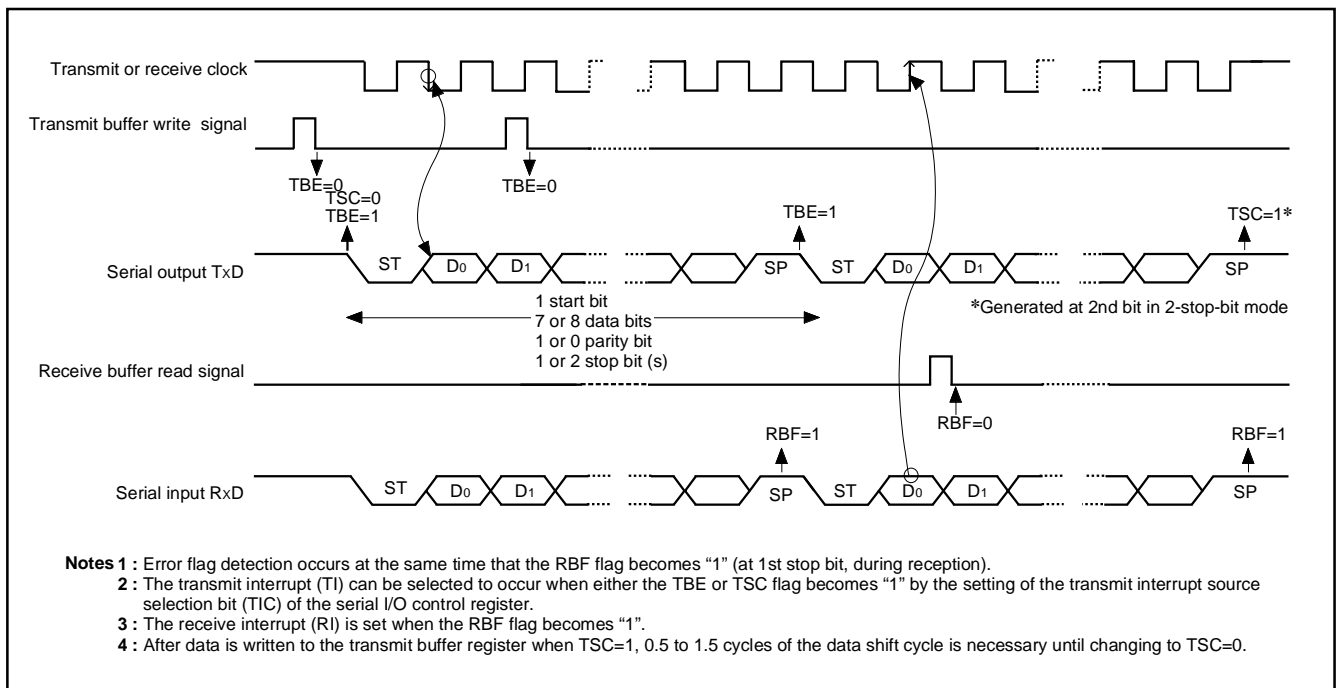 Transmit or receive clock
Transmit buffer write signal
TBE=0
TSC=0
TBE=1
TBE=0
TBE=1
TSC=1*
Serial output TxD
ST
D0
D1
SP
ST
D0
D1
SP
1 start bit
7 or 8 data bits
1 or 0 parity bit
1 or 2 stop bit (s)
*Generated at 2nd bit in 2-stop-bit mode
Receive buffer read signal
RBF=0
RBF=1
RBF=1
Serial input RxD
ST
D0
D1
SP
ST
D0
D1
SP
Notes 1 : Error flag detection occurs at the same time that the RBF flag becomes “1” (at 1st stop bit, during reception).
2 : The transmit interrupt (TI) can be selected to occur when either the TBE or TSC flag becomes “1” by the setting of the transmit interrupt source
selection bit (TIC) of the serial I/O control register.
3 : The receive interrupt (RI) is set when the RBF flag becomes “1”.
4 : After data is written to the transmit buffer register when TSC=1, 0.5 to 1.5 cycles of the data shift cycle is necessary until changing to TSC=0.